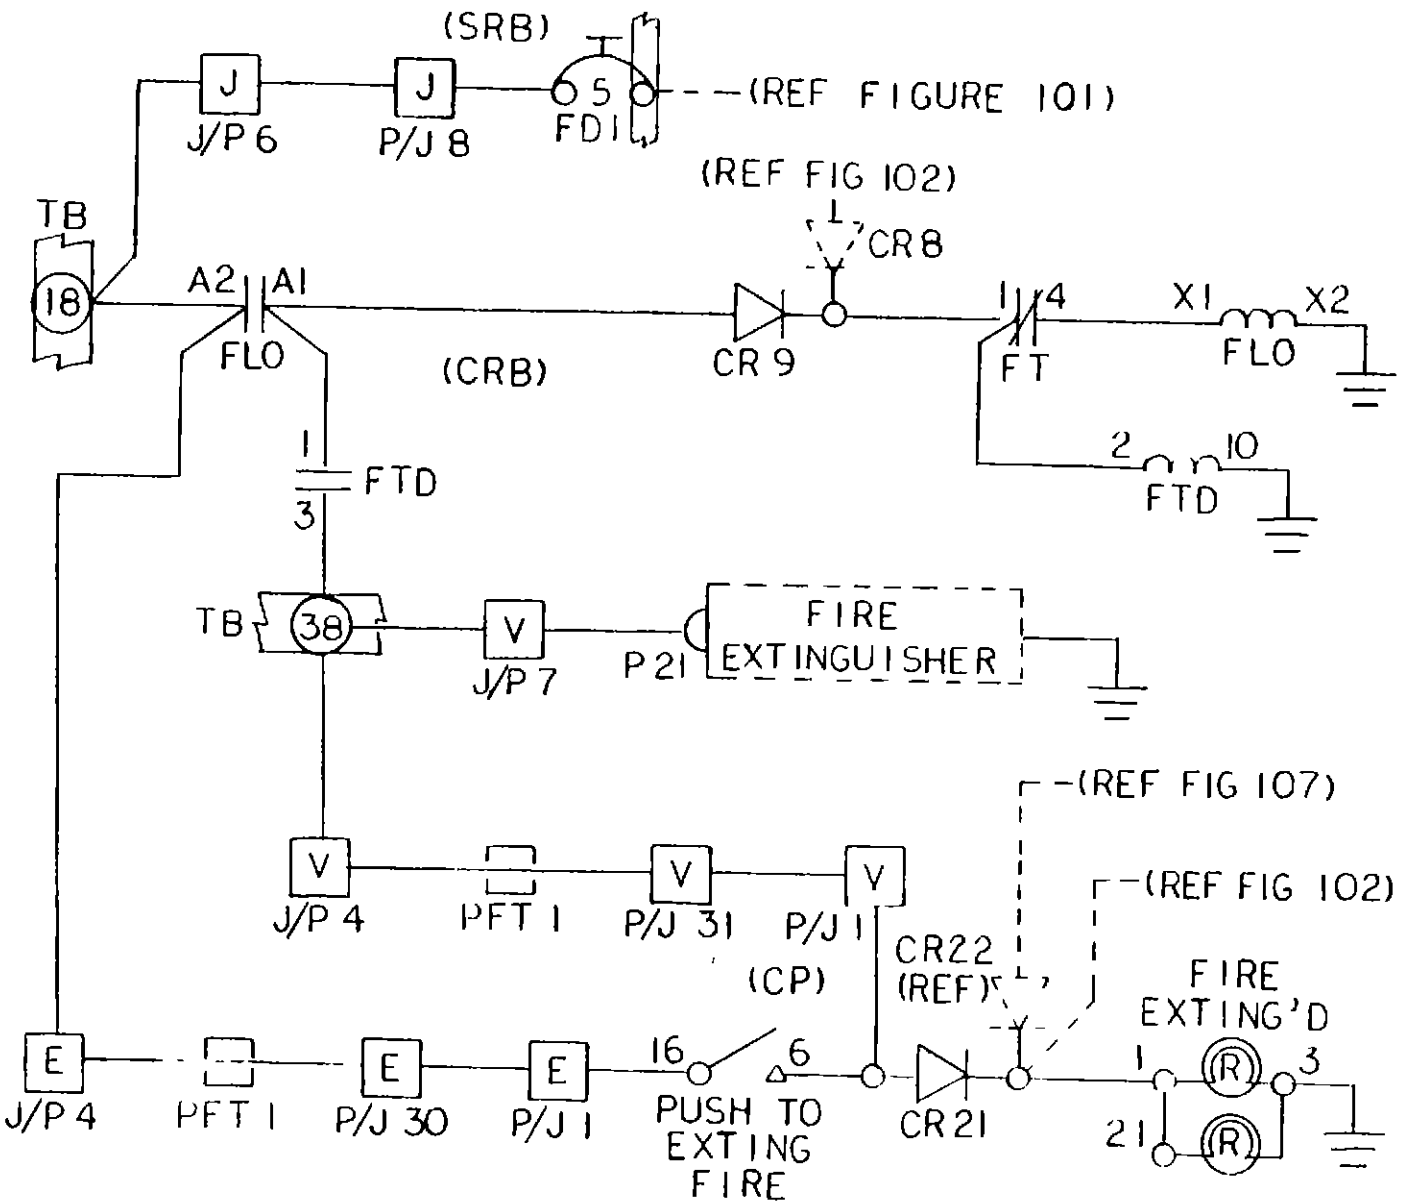 (SRB)
J
J
5
(REF FIGURE 101)
J/P 6
P/J 8
FD1
(REF FIG 102)
TB
CR8
18
A2
A1
1
4
X1
X2
FLO
(CRB)
CR 9
FT
FLO
1
FTD
3
2
10
FTD
TB
38
V
J/P 7
P 21
FIRE
EXTINGUISHER
(REF FIG 107)
V
V
V
(REF FIG 102)
J/P 4
PFT 1
P/J 31
P/J 1
CR22
(REF)
(CP)
FIRE
EXTING'D
E
E
E
16
6
1
R
3
J/P 4
PFT 1
P/J 30
P/J 1
PUSH TO
EXTING
FIRE
CR21
21
R